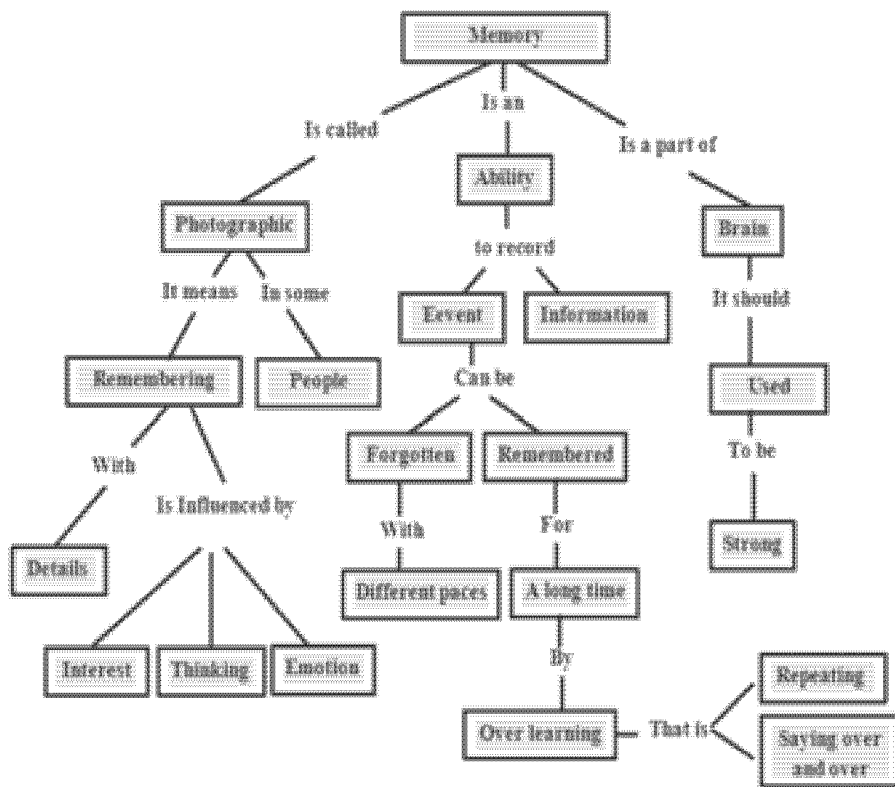 Memory
Is called
Is an
Is a part of
Ability
Photographic
Brain
to record
It means
In some
It should
Eevent
Information
Remembering
People
Can be
Used
Forgotten
Remembered
With
To be
Is Influenced by
With
For
Strong
Details
Different paces
A long time
Interest
Thinking
Emotion
By
Repeating
Over learning
That is
Saying over
and over